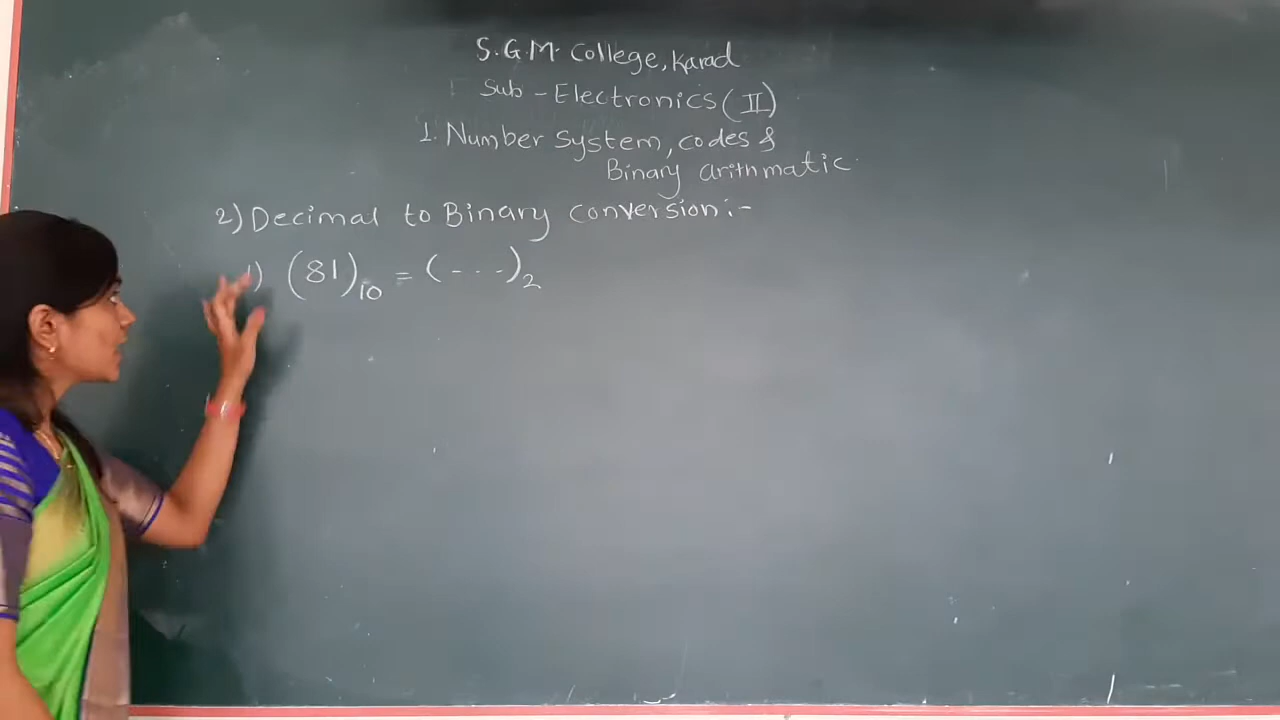 S.G.M. College, Karad
Sub - Electronics (II)
1. Number System, codes &
Binary arithmatic
2) Decimal to Binary conversion:-
1) (81)10 = (- - -)2